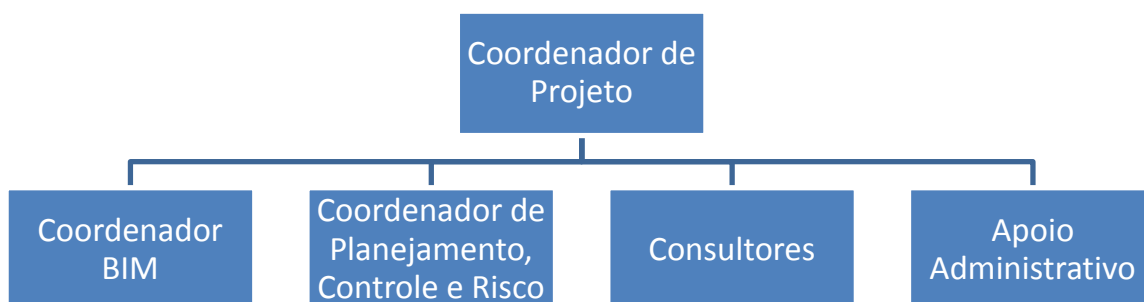 Coordenador de
Projeto
Coordenador
BIM
Coordenador de
Planejamento,
Controle e Risco
Consultores
Apoio
Administrativo